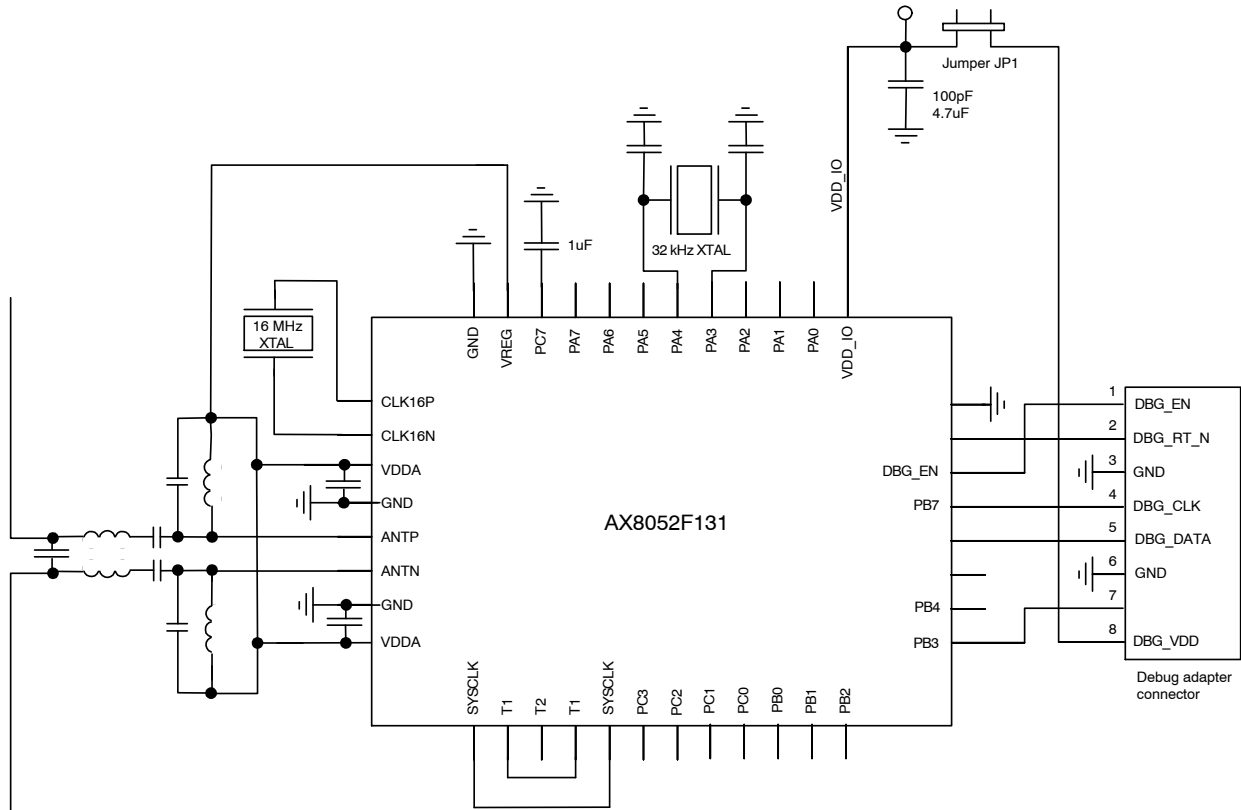 Jumper JP1
100pF
4.7uF
VDD_IO
1uF
32 kHz XTAL
16 MHz
XTAL
GND
VREG
PC7
PA7
PA6
PA5
PA4
PA3
PA2
PA1
PA0
VDD_IO
CLK16P
CLK16N
VDDA
GND
ANTP
ANTN
GND
VDDA
AX8052F131
DBG_EN
PB7
PB4
PB3
1
DBG_EN
2
DBG_RT_N
3
GND
4
DBG_CLK
5
DBG_DATA
6
GND
7
8
DBG_VDD
Debug adapter
connector
SYSCLK
T1
T2
T1
SYSCLK
PC3
PC2
PC1
PC0
PB0
PB1
PB2